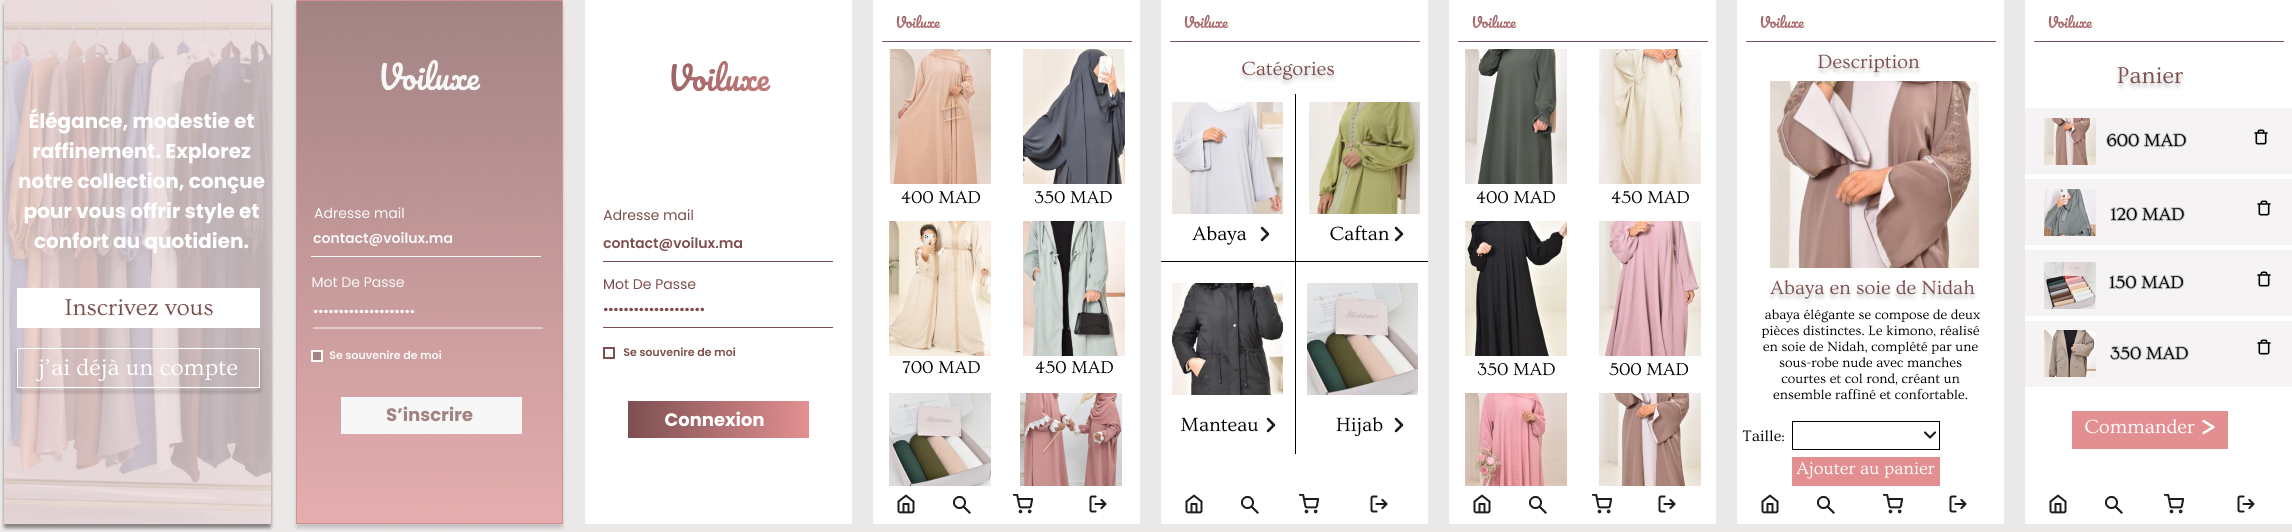 Élégance, modestie et
raffinement. Explorez
notre collection, conçue
pour vous offrir style et
confort au quotidien.
Inscrivez vous
j'ai déjà un compte
Voiluxe
Adresse mail
contact@voilux.ma
Mot De Passe
Se souvenire de moi
S'inscrire
Voiluxe
Adresse mail
contact@voilux.ma
Mot De Passe
Se souvenire de moi
Connexion
Voiluxe
400 MAD
350 MAD
700 MAD
450 MAD
Voiluxe
Catégories
Abaya
Caftan
Manteau
Hijab
Voiluxe
400 MAD
450 MAD
350 MAD
500 MAD
Voiluxe
Description
Abaya en soie de Nidah
abaya élégante se compose de deux
pièces distinctes. Le kimono, réalisé
en soie de Nidah, complété par une
sous-robe nude avec manches
courtes et col rond, créant un
ensemble raffiné et confortable.
Taille:
Ajouter au panier
Voiluxe
Panier
600 MAD
120 MAD
150 MAD
350 MAD
Commander